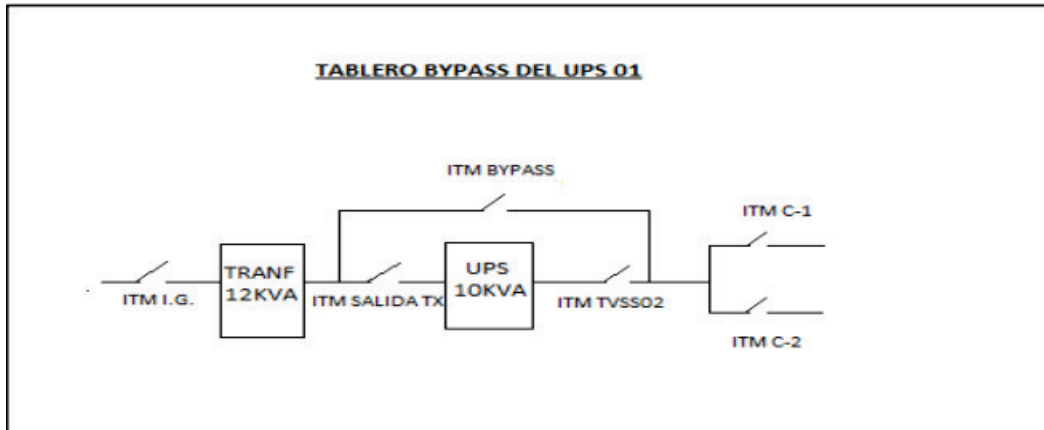 TABLERO BYPASS DEL UPS 01
ITM BYPASS
ITM C-1
TRANF
12KVA
UPS
10KVA
ITM I.G.
ITM SALIDA TX
ITM TVSS02
ITM C-2